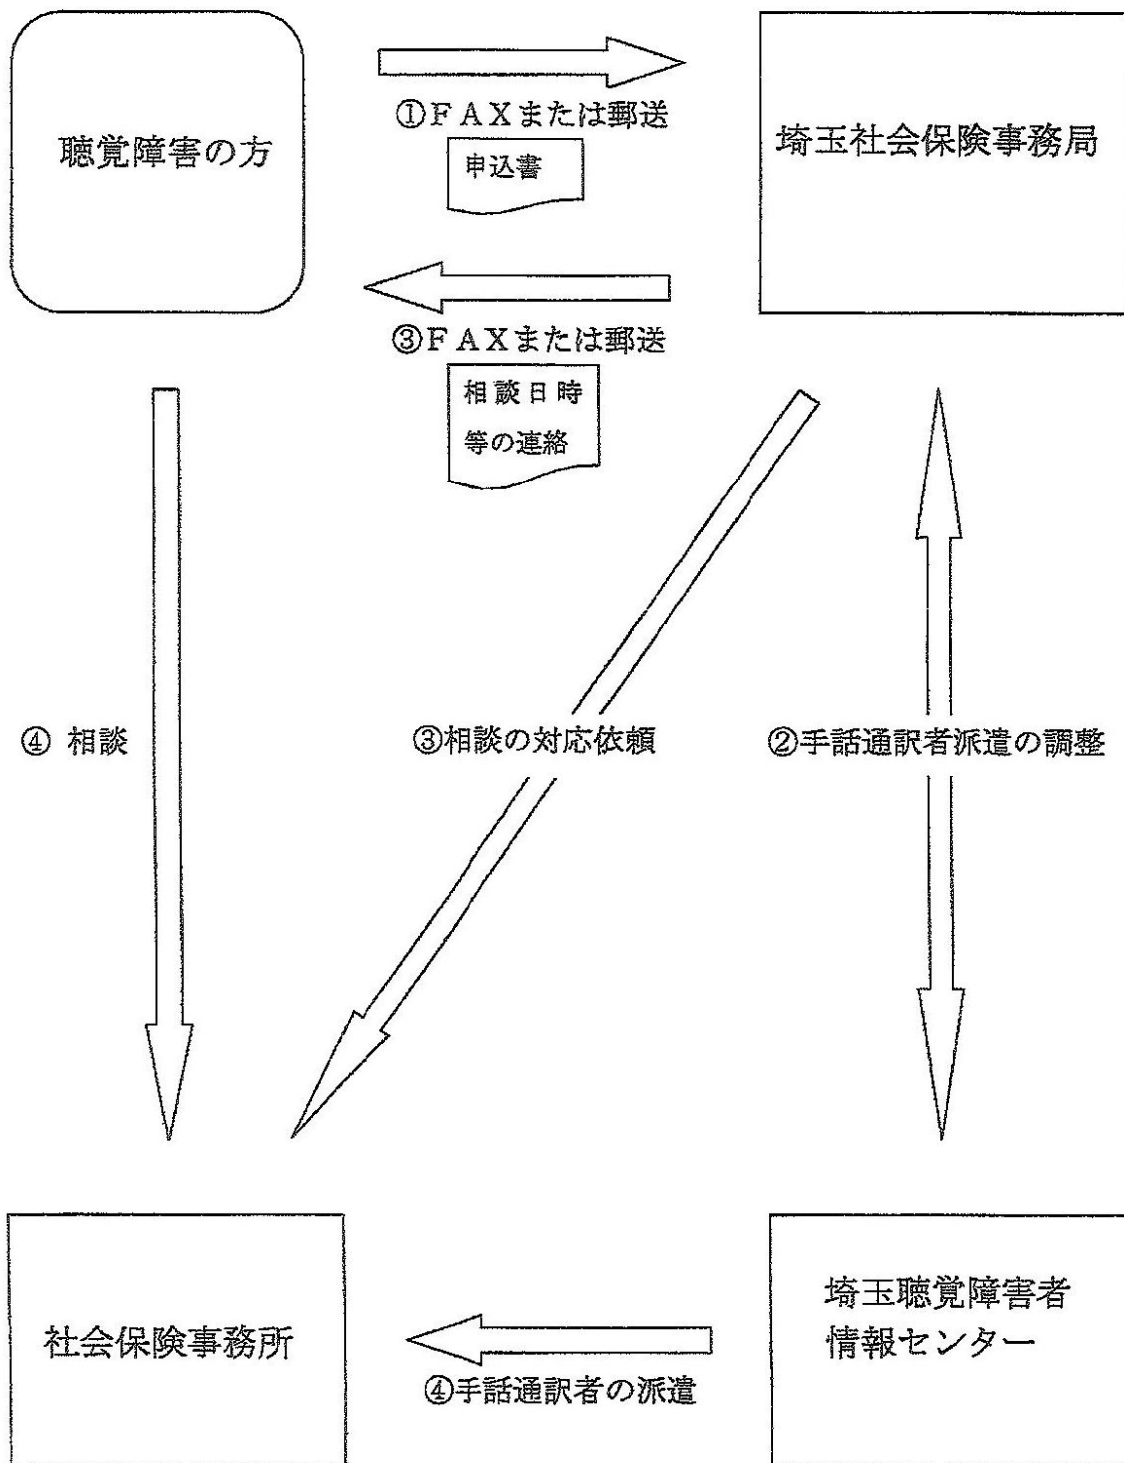 聴覚障害の方
①ＦＡＸまたは郵送
申込書
埼玉社会保険事務局
③ＦＡＸまたは郵送
相談日時
等の連絡
④ 相談
③相談の対応依頼
②手話通訳者派遣の調整
社会保険事務所
④手話通訳者の派遣
埼玉聴覚障害者
情報センター